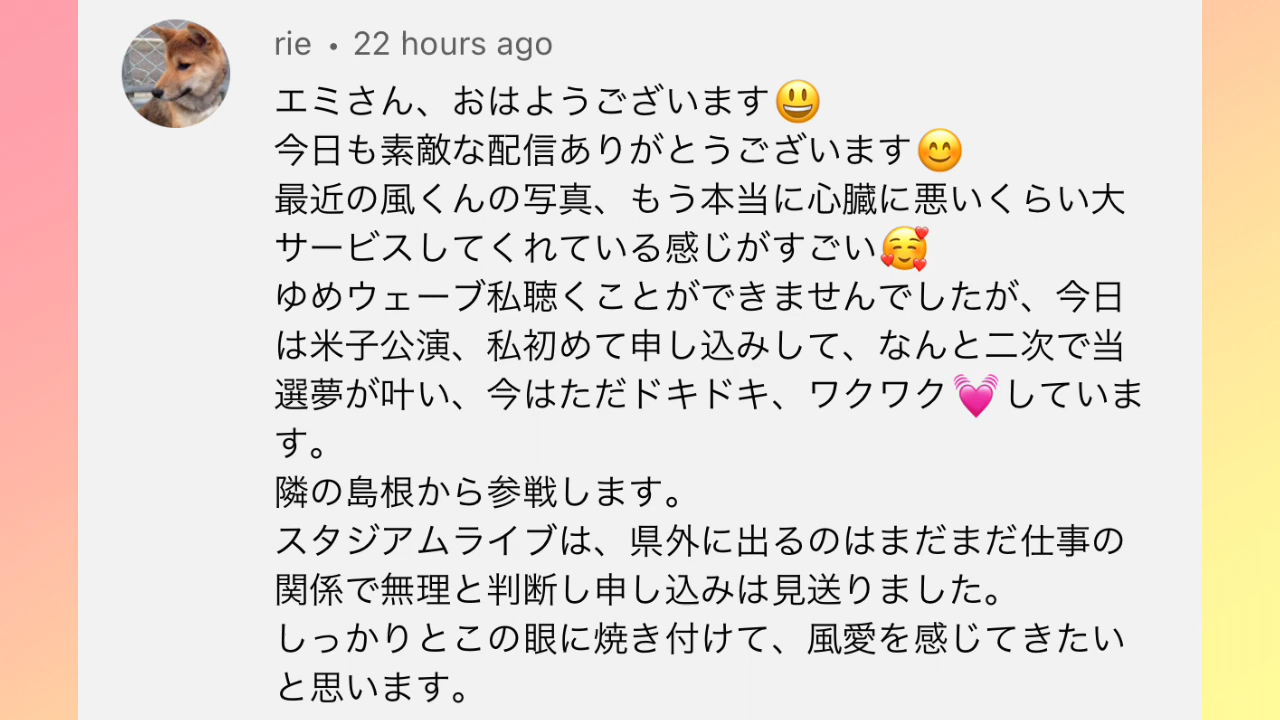 rie • 22 hours ago
エミさん、おはようございます😃
今日も素敵な配信ありがとうございます😊
最近の風くんの写真、もう本当に心臓に悪いくらい大
サービスしてくれている感じがすごい🥰
ゆめウェーブ私聴くことができませんでしたが、今日
は米子公演、私初めて申し込みして、なんと二次で当
選夢が叶い、今はただドキドキ、ワクワク💓していま
す。
隣の島根から参戦します。
スタジアムライブは、県外に出るのはまだまだ仕事の
関係で無理と判断し申し込みは見送りました。
しっかりとこの眼に焼き付けて、風愛を感じてきたい
と思います。